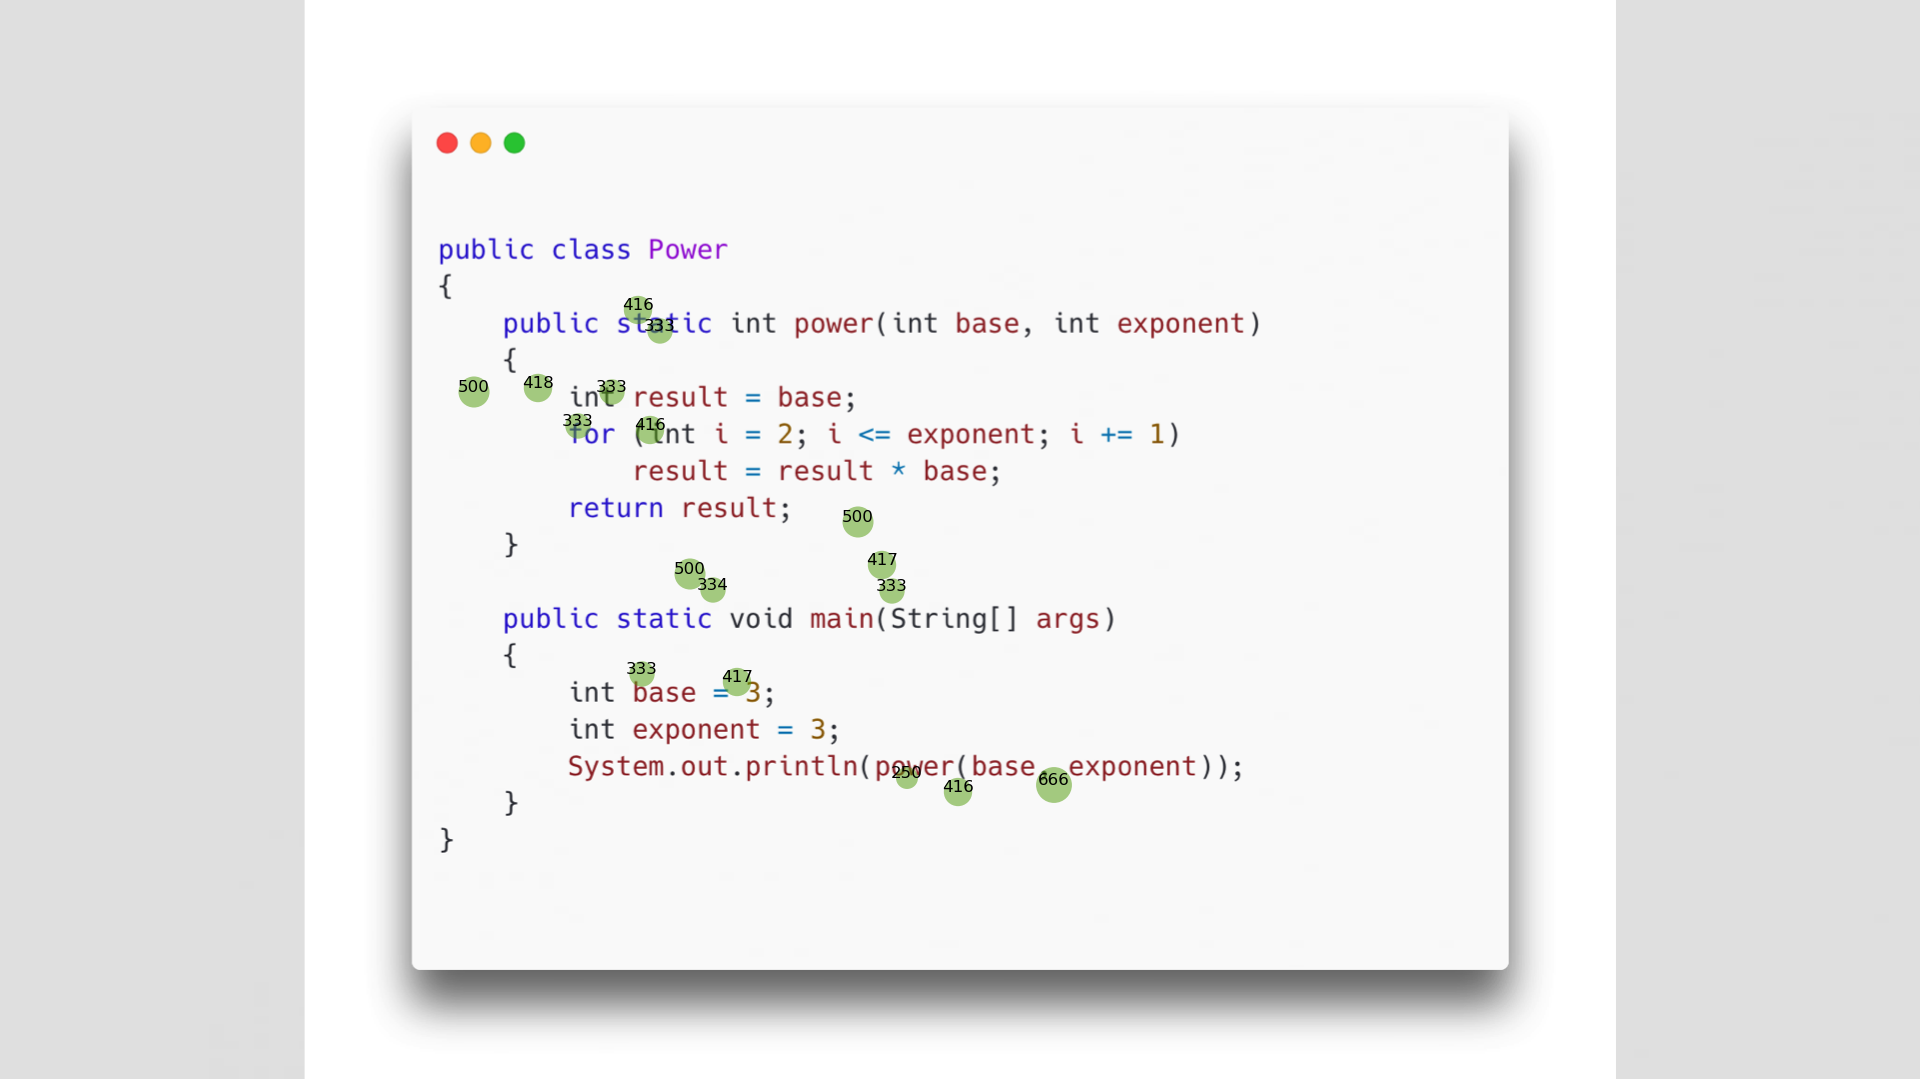 public class Power
{
416
public static int power(int base, int exponent)
333
{
500 418 333
int result = base;
333 416
for (int i = 2; i <= exponent; i += 1)
result = result * base;
return result;
500
}
417
500 334 333
public static void main(String[] args)
{
333 417
int base = 3;
int exponent = 3;
System.out.println(power(base, exponent));
250 416 666
}
}